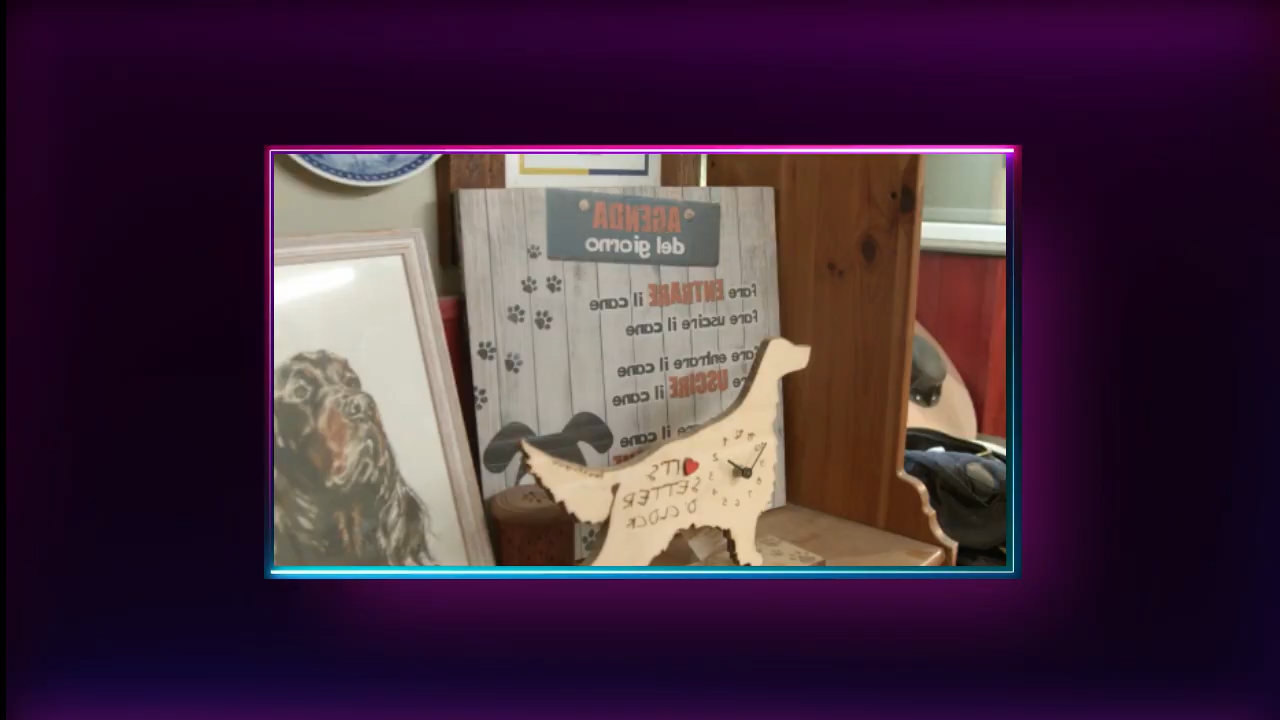 AGENDA
del giorno
fare ENTRARE il cane
fare uscire il cane
fare entrare il cane
USCIRE il cane
il cane
IT'S
SETTER
O'CLOCK